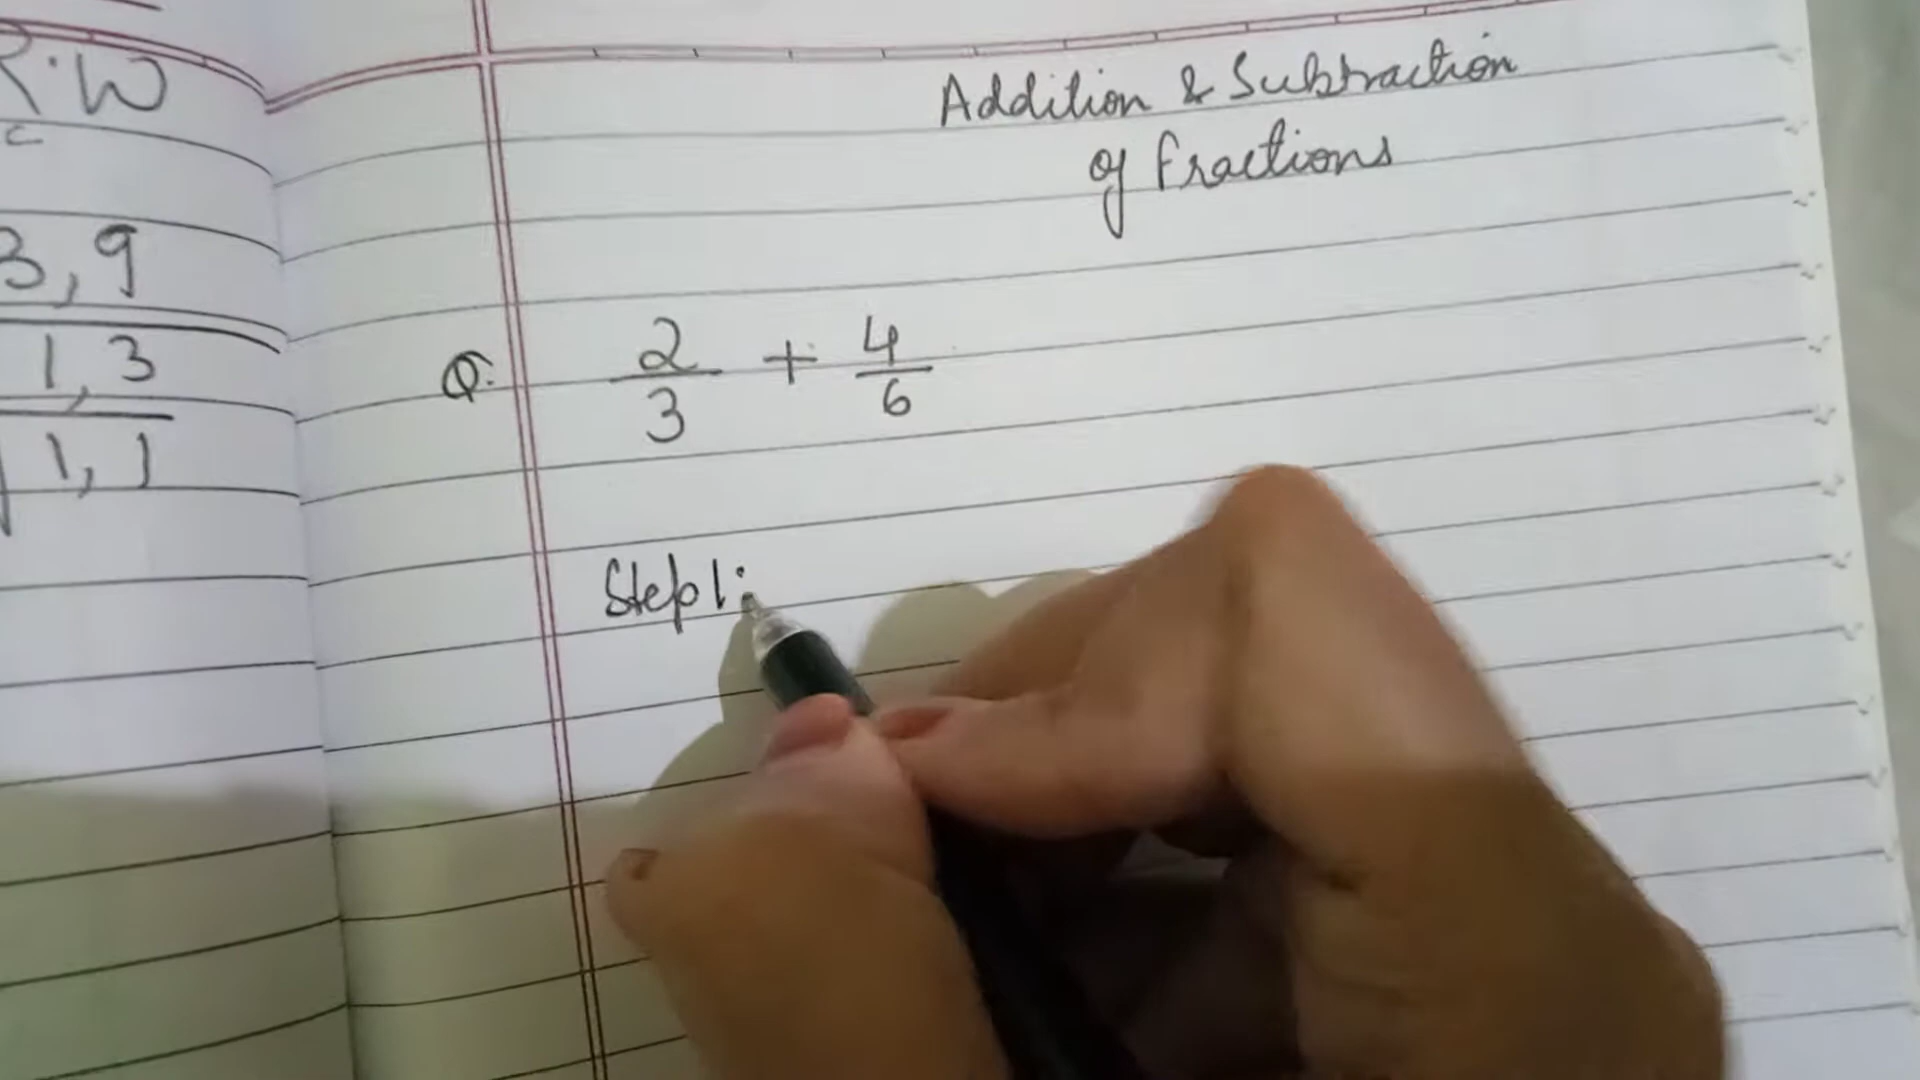 R.W
3, 9
1, 3
1, 1
Addition & Subtraction
of fractions
Q. 2/3 + 4/6
Step 1: